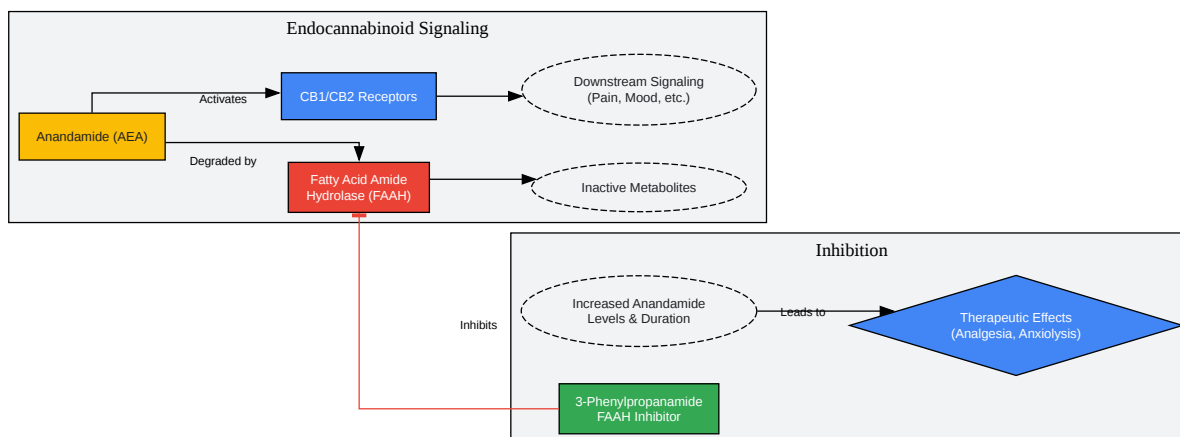 Endocannabinoid Signaling
Activates
CB1/CB2 Receptors
Downstream Signaling
(Pain, Mood, etc.)
Anandamide (AEA)
Degraded by
Fatty Acid Amide
Hydrolase (FAAH)
Inactive Metabolites
Inhibition
Inhibits
Increased Anandamide
Levels & Duration
Leads to
Therapeutic Effects
(Analgesia, Anxiolysis)
3-Phenylpropanamide
FAAH Inhibitor